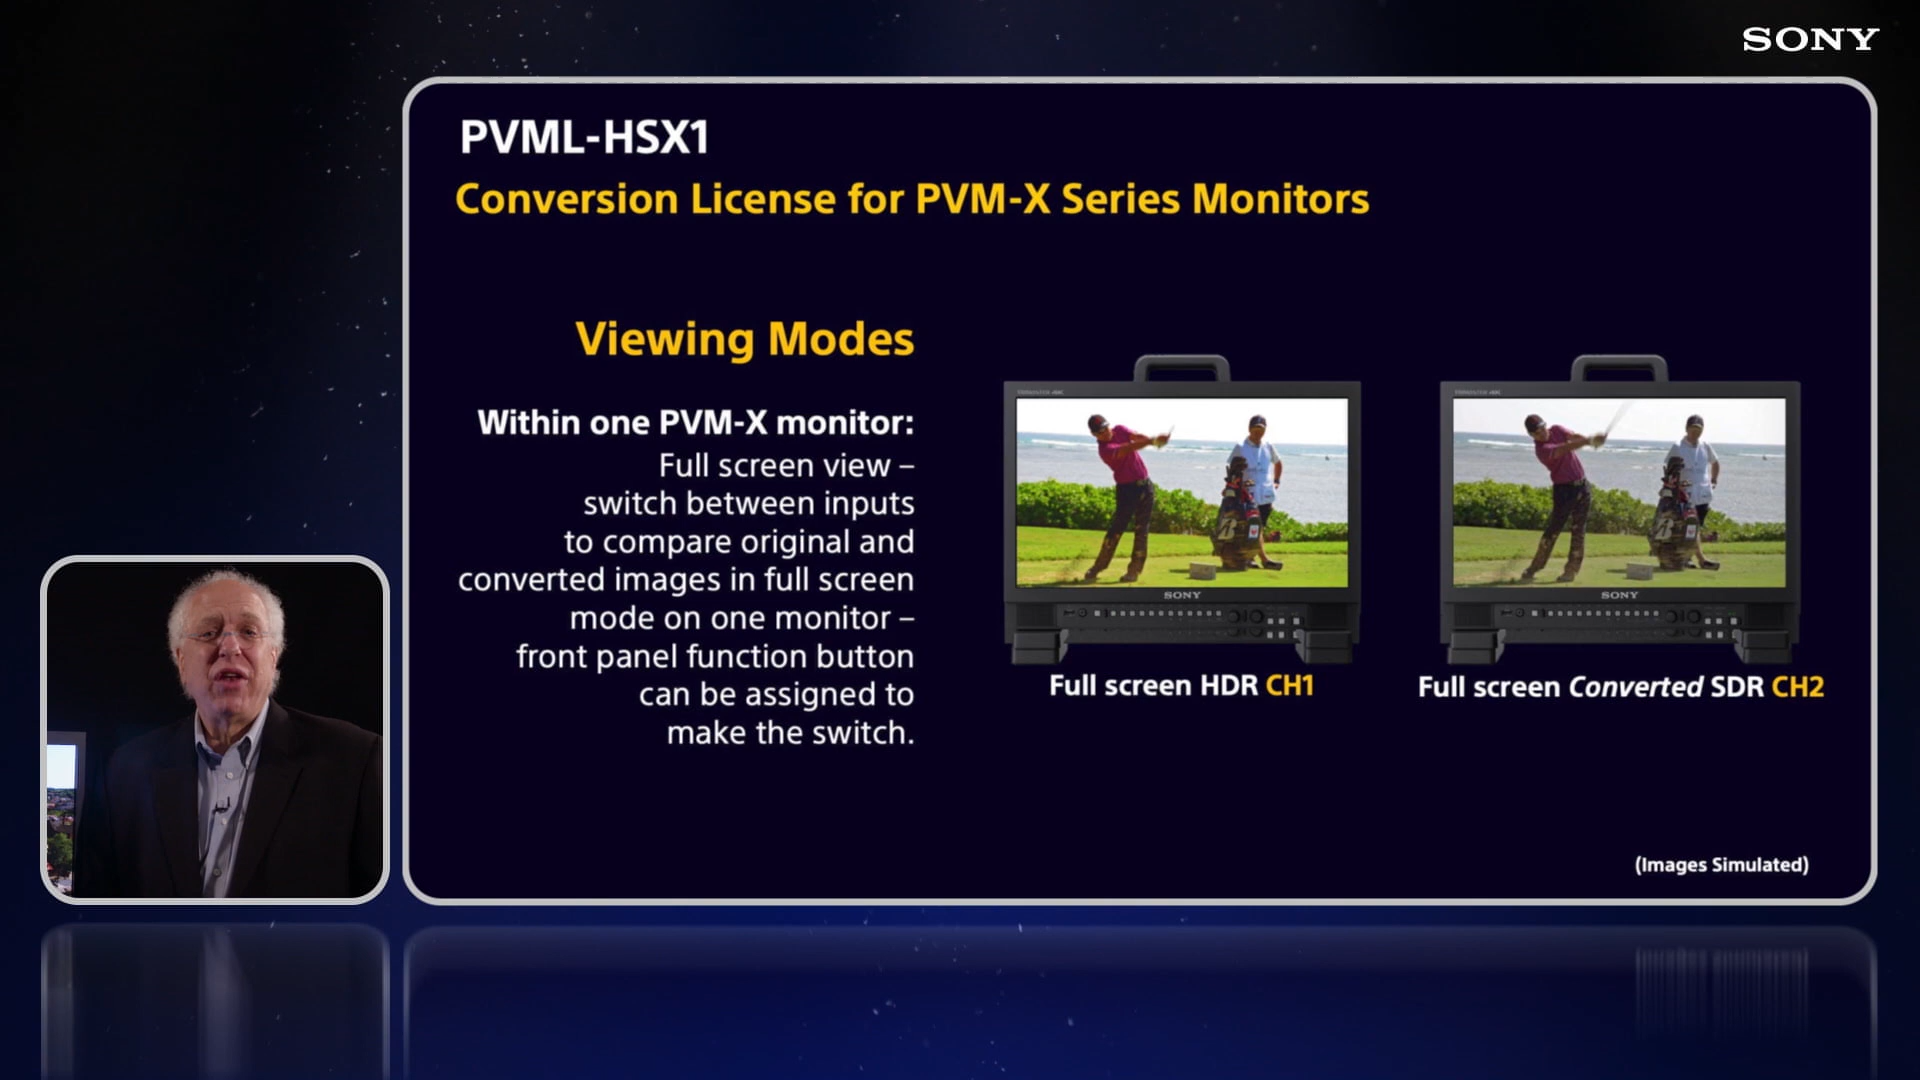 SONY
PVML-HSX1
Conversion License for PVM-X Series Monitors
Viewing Modes
Within one PVM-X monitor:
Full screen view –
switch between inputs
to compare original and
converted images in full screen
mode on one monitor –
front panel function button
can be assigned to
make the switch.
SONY
SONY
Full screen HDR CH1
Full screen Converted SDR CH2
(Images Simulated)